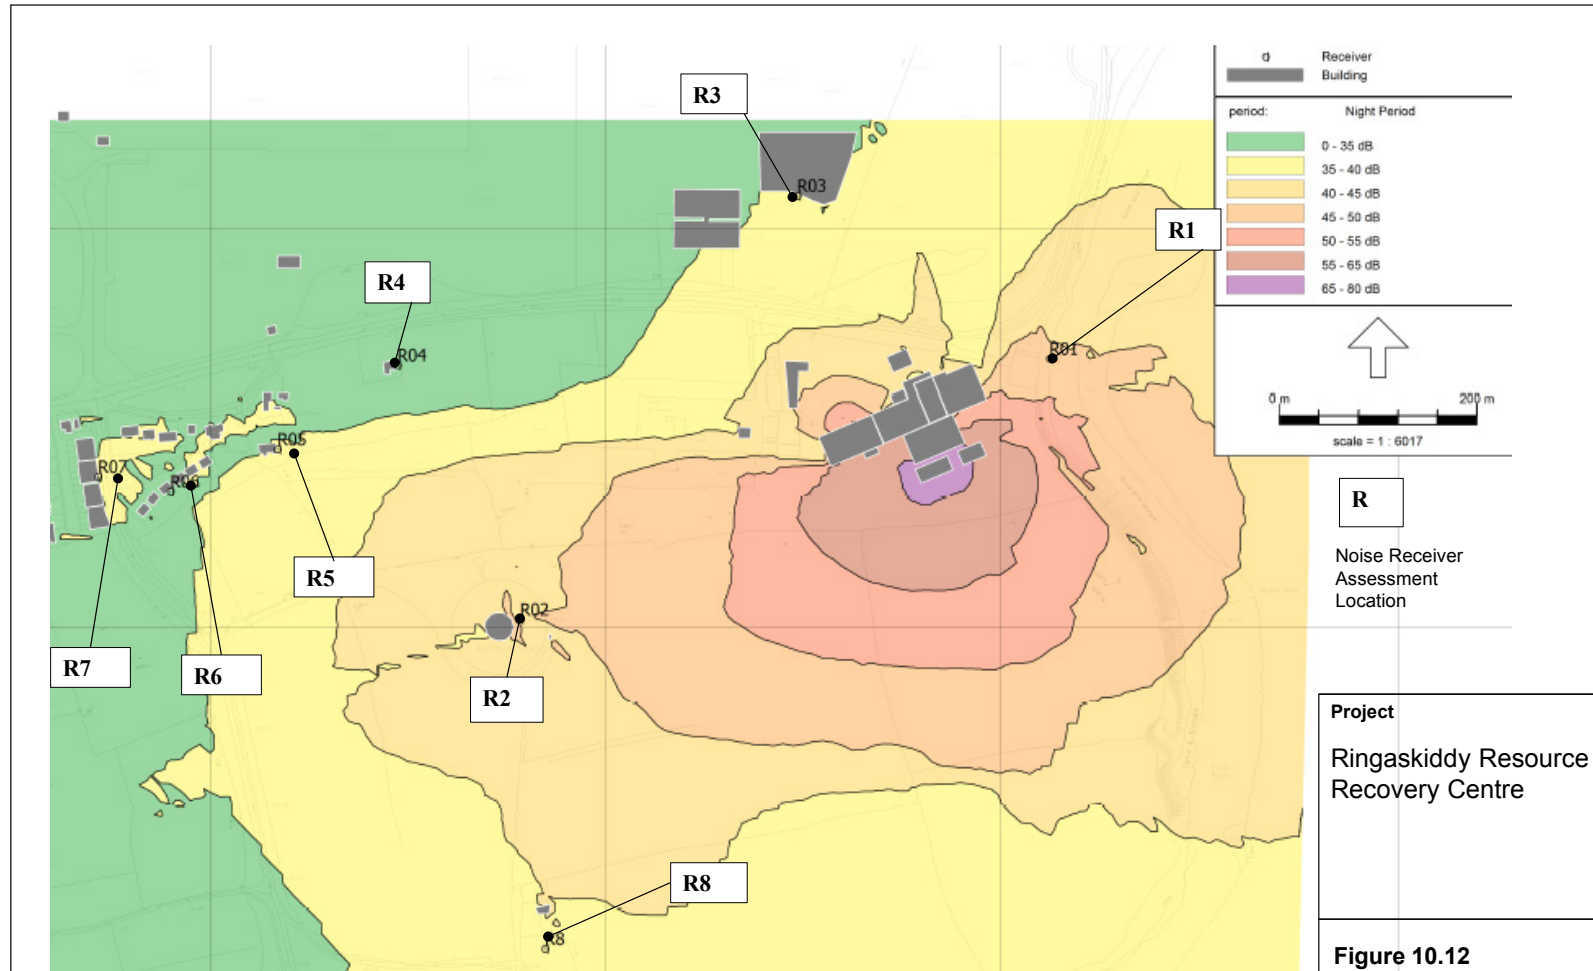 Receiver
Building
period: Night Period
0 - 35 dB
35 - 40 dB
40 - 45 dB
45 - 50 dB
50 - 55 dB
55 - 65 dB
65 - 80 dB
0 m 200 m
scale = 1 : 6017
R3
R03
R1
R01
R4
R04
R05
R07
R06
R5
R02
R7
R6
R2
R8
R8
R
Noise Receiver
Assessment
Location
Project
Ringaskiddy Resource
Recovery Centre
Figure 10.12